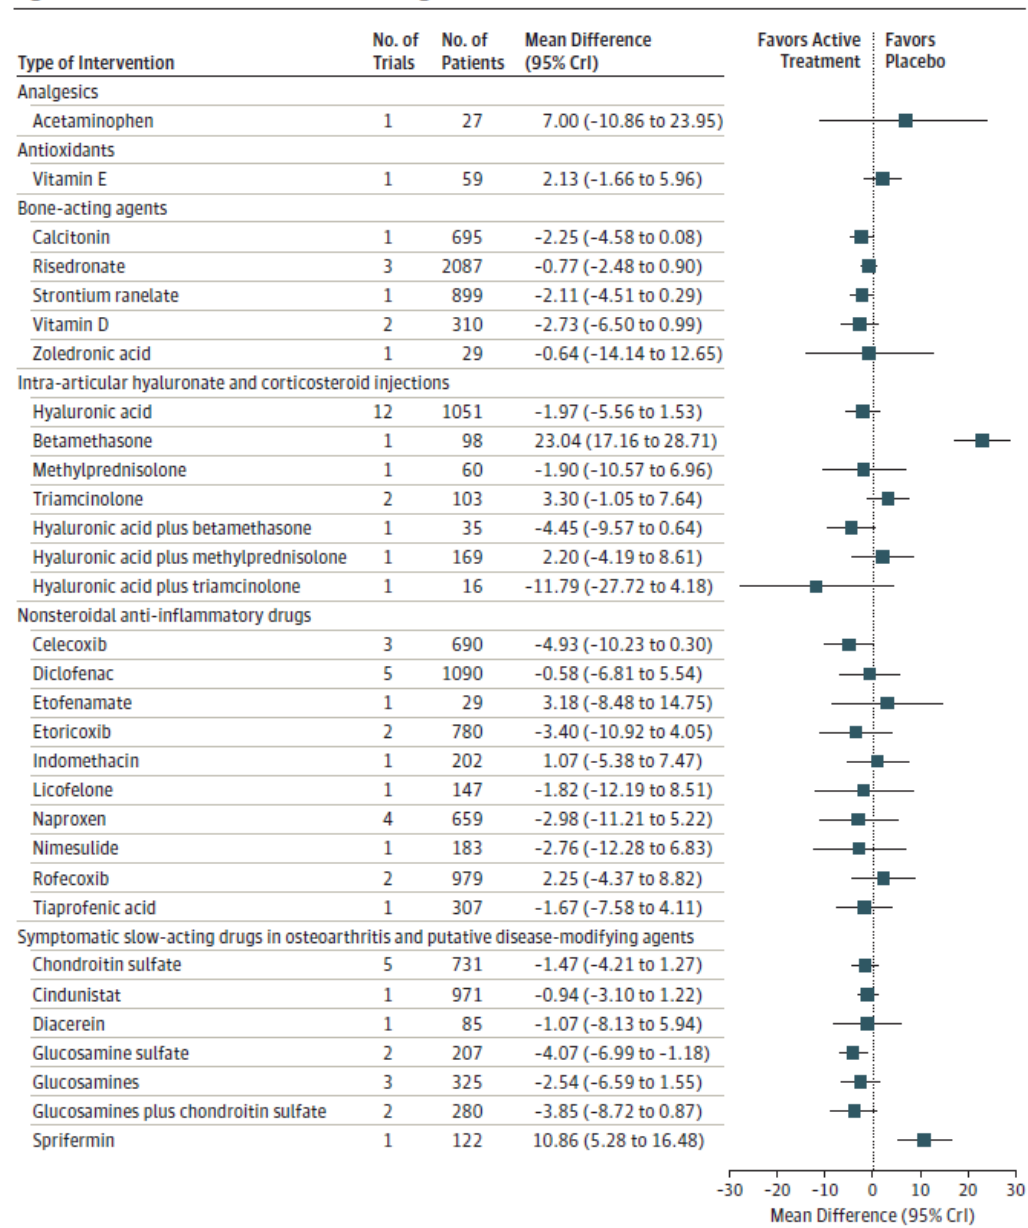 Type of Intervention No. of Trials No. of Patients Mean Difference (95% CrI) Favors Active Treatment Favors Placebo
Analgesics
Acetaminophen 1 27 7.00 (-10.86 to 23.95)
Antioxidants
Vitamin E 1 59 2.13 (-1.66 to 5.96)
Bone-acting agents
Calcitonin 1 695 -2.25 (-4.58 to 0.08)
Risedronate 3 2087 -0.77 (-2.48 to 0.90)
Strontium ranelate 1 899 -2.11 (-4.51 to 0.29)
Vitamin D 2 310 -2.73 (-6.50 to 0.99)
Zoledronic acid 1 29 -0.64 (-14.14 to 12.65)
Intra-articular hyaluronate and corticosteroid injections
Hyaluronic acid 12 1051 -1.97 (-5.56 to 1.53)
Betamethasone 1 98 23.04 (17.16 to 28.71)
Methylprednisolone 1 60 -1.90 (-10.57 to 6.96)
Triamcinolone 2 103 3.30 (-1.05 to 7.64)
Hyaluronic acid plus betamethasone 1 35 -4.45 (-9.57 to 0.64)
Hyaluronic acid plus methylprednisolone 1 169 2.20 (-4.19 to 8.61)
Hyaluronic acid plus triamcinolone 1 16 -11.79 (-27.72 to 4.18)
Nonsteroidal anti-inflammatory drugs
Celecoxib 3 690 -4.93 (-10.23 to 0.30)
Diclofenac 5 1090 -0.58 (-6.81 to 5.54)
Etofenamate 1 29 3.18 (-8.48 to 14.75)
Etoricoxib 2 780 -3.40 (-10.92 to 4.05)
Indomethacin 1 202 1.07 (-5.38 to 7.47)
Licofelone 1 147 -1.82 (-12.19 to 8.51)
Naproxen 4 659 -2.98 (-11.21 to 5.22)
Nimesulide 1 183 -2.76 (-12.28 to 6.83)
Rofecoxib 2 979 2.25 (-4.37 to 8.82)
Tiaprofenic acid 1 307 -1.67 (-7.58 to 4.11)
Symptomatic slow-acting drugs in osteoarthritis and putative disease-modifying agents
Chondroitin sulfate 5 731 -1.47 (-4.21 to 1.27)
Cindunistat 1 971 -0.94 (-3.10 to 1.22)
Diacerein 1 85 -1.07 (-8.13 to 5.94)
Glucosamine sulfate 2 207 -4.07 (-6.99 to -1.18)
Glucosamines 3 325 -2.54 (-6.59 to 1.55)
Glucosamines plus chondroitin sulfate 2 280 -3.85 (-8.72 to 0.87)
Sprifermin 1 122 10.86 (5.28 to 16.48)
-30 -20 -10 0 10 20 30
Mean Difference (95% CrI)